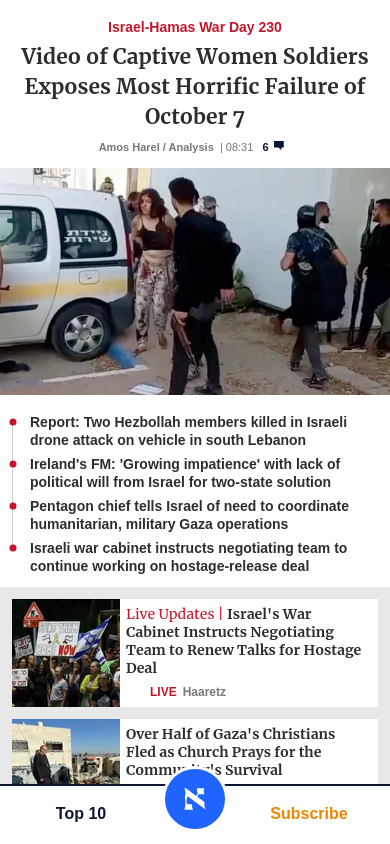 Israel-Hamas War Day 230
Video of Captive Women Soldiers
Exposes Most Horrific Failure of
October 7
Amos Harel / Analysis | 08:31 6
ניידת
שירות
Report: Two Hezbollah members killed in Israeli
drone attack on vehicle in south Lebanon
Ireland's FM: 'Growing impatience' with lack of
political will from Israel for two-state solution
Pentagon chief tells Israel of need to coordinate
humanitarian, military Gaza operations
Israeli war cabinet instructs negotiating team to
continue working on hostage-release deal
Live Updates | Israel's War
Cabinet Instructs Negotiating
Team to Renew Talks for Hostage
Deal
LIVE Haaretz
Over Half of Gaza's Christians
Fled as Church Prays for the
Survival
Top 10
Subscribe